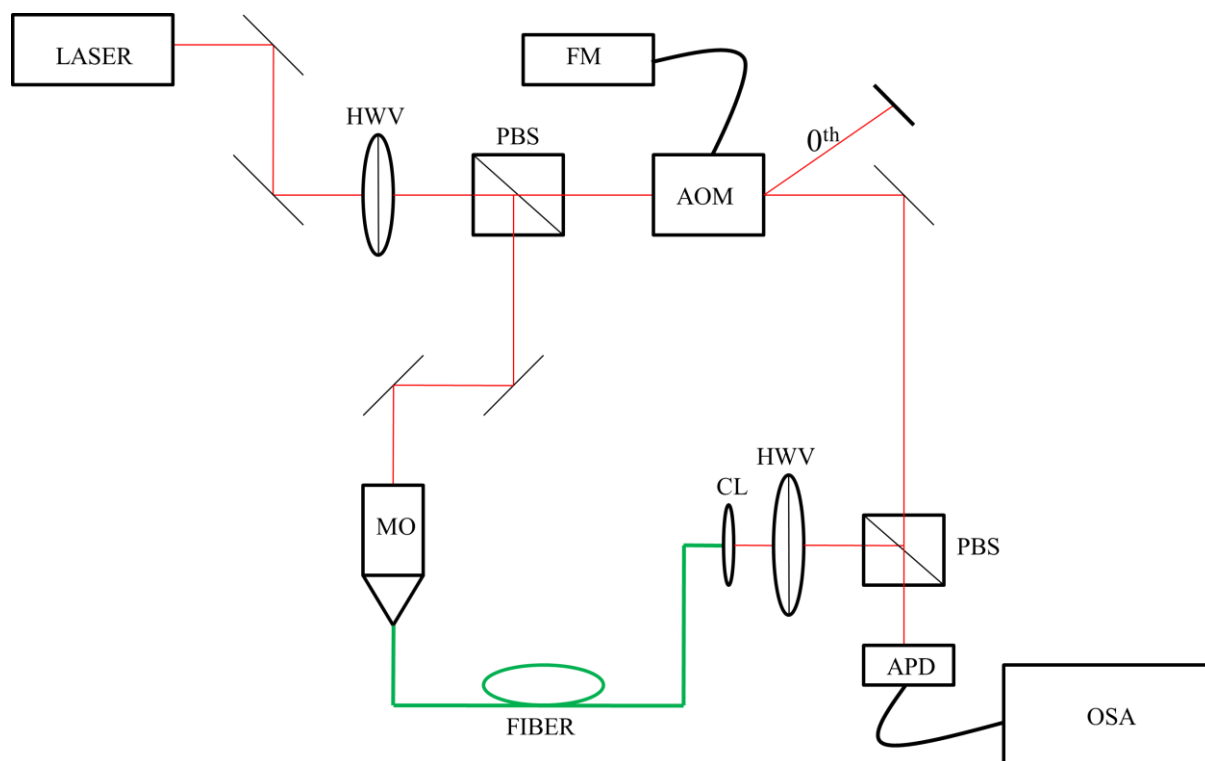 LASER
FM
HWV
PBS
0th
AOM
HWV
CL
MO
PBS
APD
OSA
FIBER